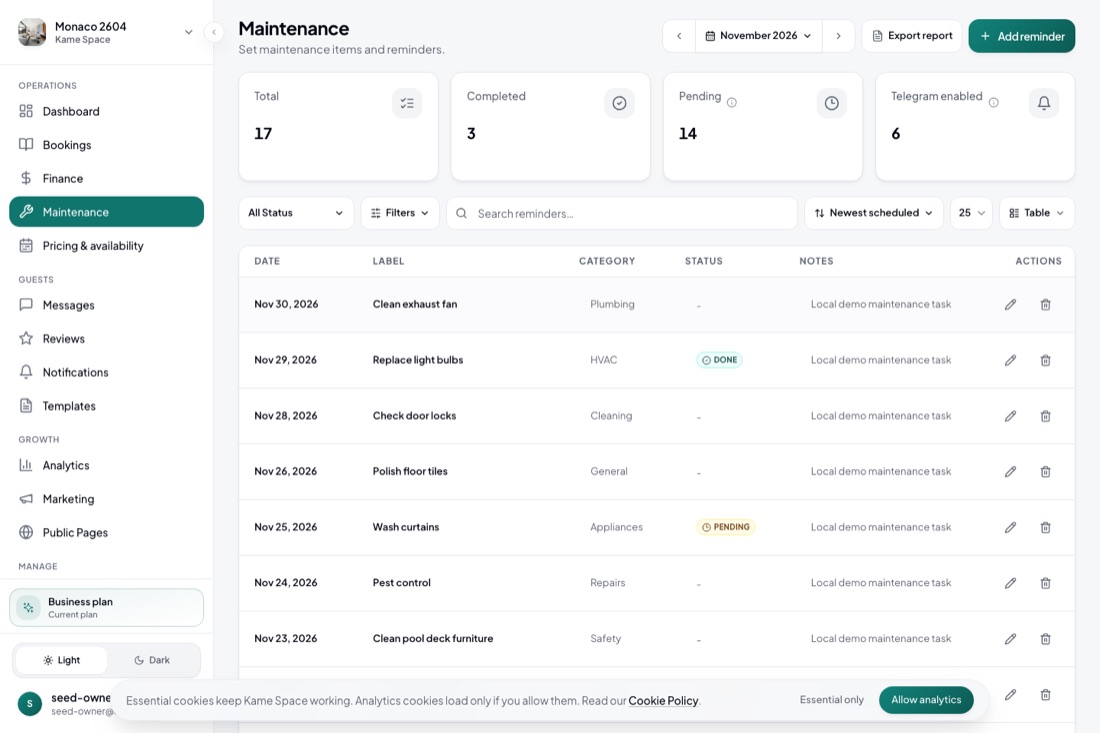 Monaco 2604
Kame Space
OPERATIONS
Dashboard
Bookings
Finance
Maintenance
Pricing & availability
GUESTS
Messages
Reviews
Notifications
Templates
GROWTH
Analytics
Marketing
Public Pages
MANAGE
Business plan
Current plan
Light Dark
S seed-owne
seed-owner@
Maintenance
Set maintenance items and reminders.
November 2026
Export report
+ Add reminder
Total
17
Completed
3
Pending
14
Telegram enabled
6
All Status Filters Search reminders... Newest scheduled 25 Table
DATE LABEL CATEGORY STATUS NOTES ACTIONS
Nov 30, 2026 Clean exhaust fan Plumbing - Local demo maintenance task
Nov 29, 2026 Replace light bulbs HVAC DONE Local demo maintenance task
Nov 28, 2026 Check door locks Cleaning - Local demo maintenance task
Nov 26, 2026 Polish floor tiles General - Local demo maintenance task
Nov 25, 2026 Wash curtains Appliances PENDING Local demo maintenance task
Nov 24, 2026 Pest control Repairs - Local demo maintenance task
Nov 23, 2026 Clean pool deck furniture Safety - Local demo maintenance task
Essential cookies keep Kame Space working. Analytics cookies load only if you allow them. Read our Cookie Policy.
Essential only
Allow analytics